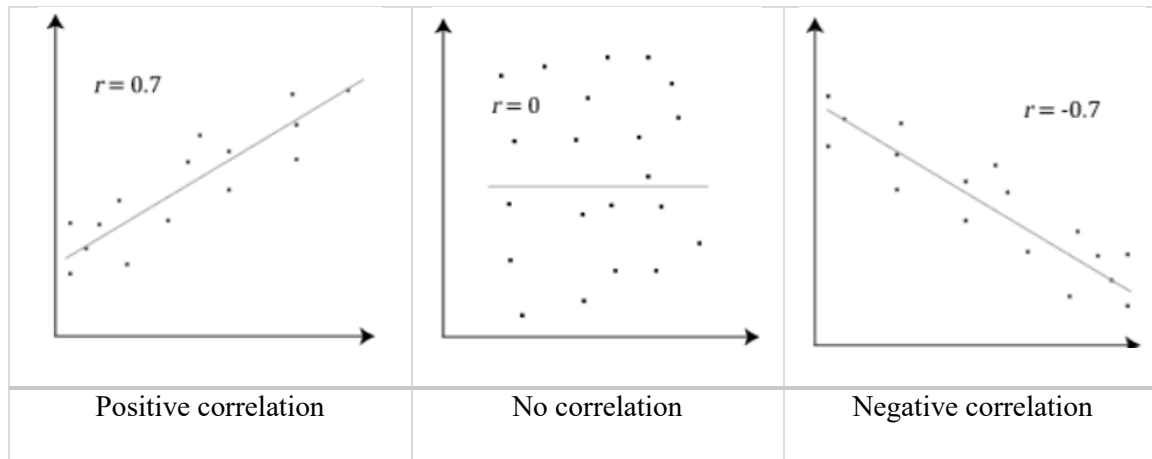 r = 0.7
r = 0
r = -0.7
Positive correlation
No correlation
Negative correlation